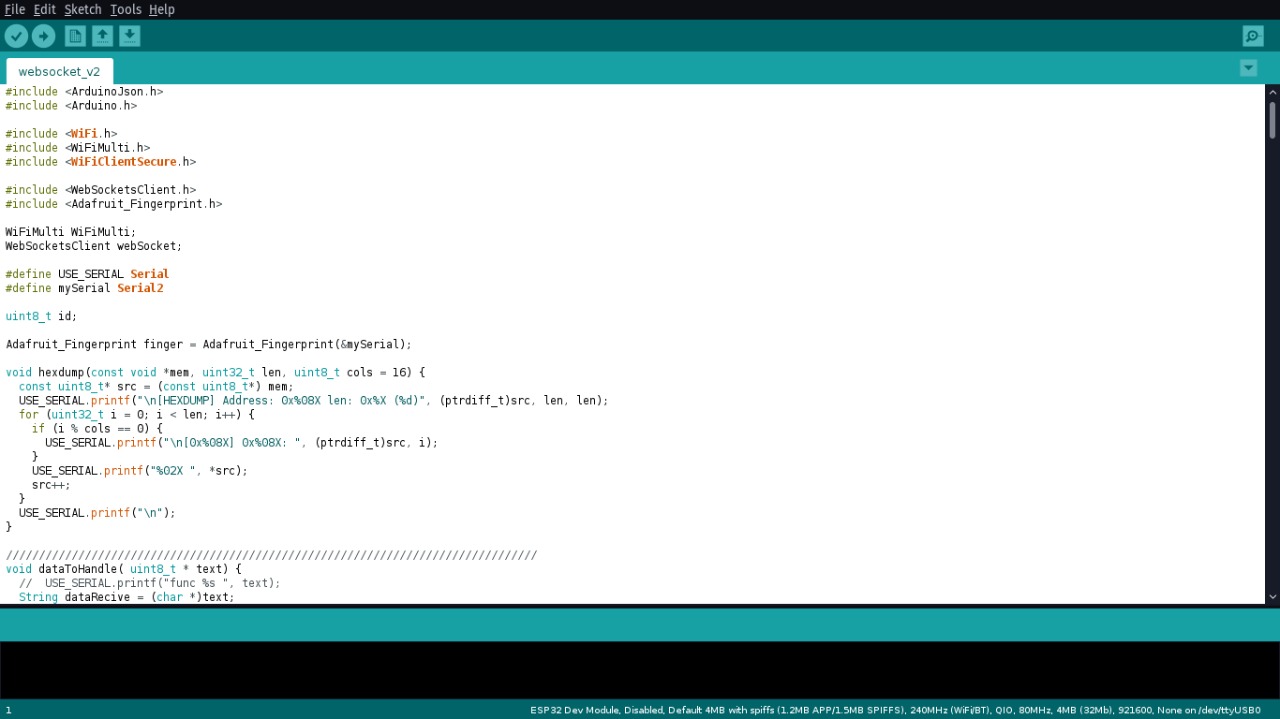 File Edit Sketch Tools Help
websocket_v2
#include <ArduinoJson.h>
#include <Arduino.h>
#include <WiFi.h>
#include <WiFiMulti.h>
#include <WiFiClientSecure.h>
#include <WebSocketsClient.h>
#include <Adafruit_Fingerprint.h>
WiFiMulti WiFiMulti;
WebSocketsClient webSocket;
#define USE_SERIAL Serial
#define mySerial Serial2
uint8_t id;
Adafruit_Fingerprint finger = Adafruit_Fingerprint(&mySerial);
void hexdump(const void *mem, uint32_t len, uint8_t cols = 16) {
  const uint8_t* src = (const uint8_t*) mem;
  USE_SERIAL.printf("\n[HEXDUMP] Address: 0x%08X len: 0x%X (%d)", (ptrdiff_t)src, len, len);
  for (uint32_t i = 0; i < len; i++) {
    if (i % cols == 0) {
      USE_SERIAL.printf("\n[0x%08X] 0x%08X: ", (ptrdiff_t)src, i);
    }
    USE_SERIAL.printf("%02X ", *src);
    src++;
  }
  USE_SERIAL.printf("\n");
}
/////////////////////////////////////////////////////////////////////////////////
void dataToHandle( uint8_t * text) {
  //  USE_SERIAL.printf("func %s ", text);
  String dataRecive = (char *)text;
1 ESP32 Dev Module, Disabled, Default 4MB with spiffs (1.2MB APP/1.5MB SPIFFS), 240MHz (WiFi/BT), QIO, 80MHz, 4MB (32Mb), 921600, None on /dev/ttyUSB0